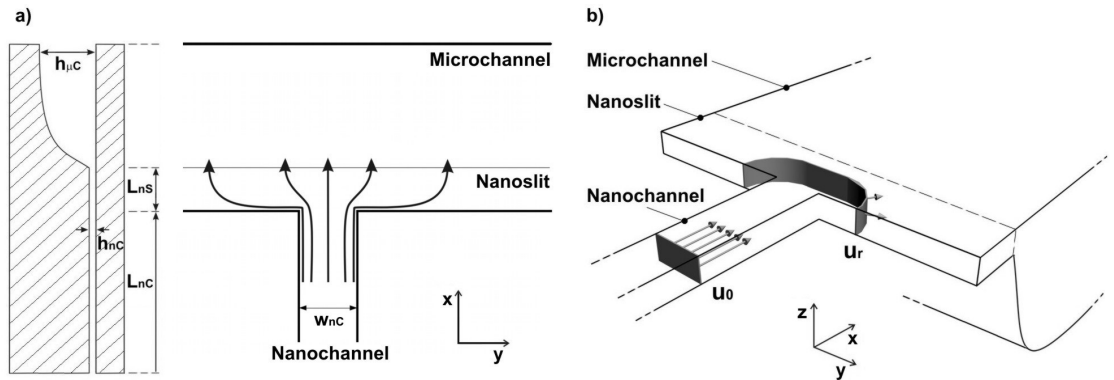 a)
hμC
LnS
hnC
LnC
Microchannel
Nanoslit
wnC
Nanochannel
x
y
b)
Microchannel
Nanoslit
Nanochannel
ur
u0
z
x
y